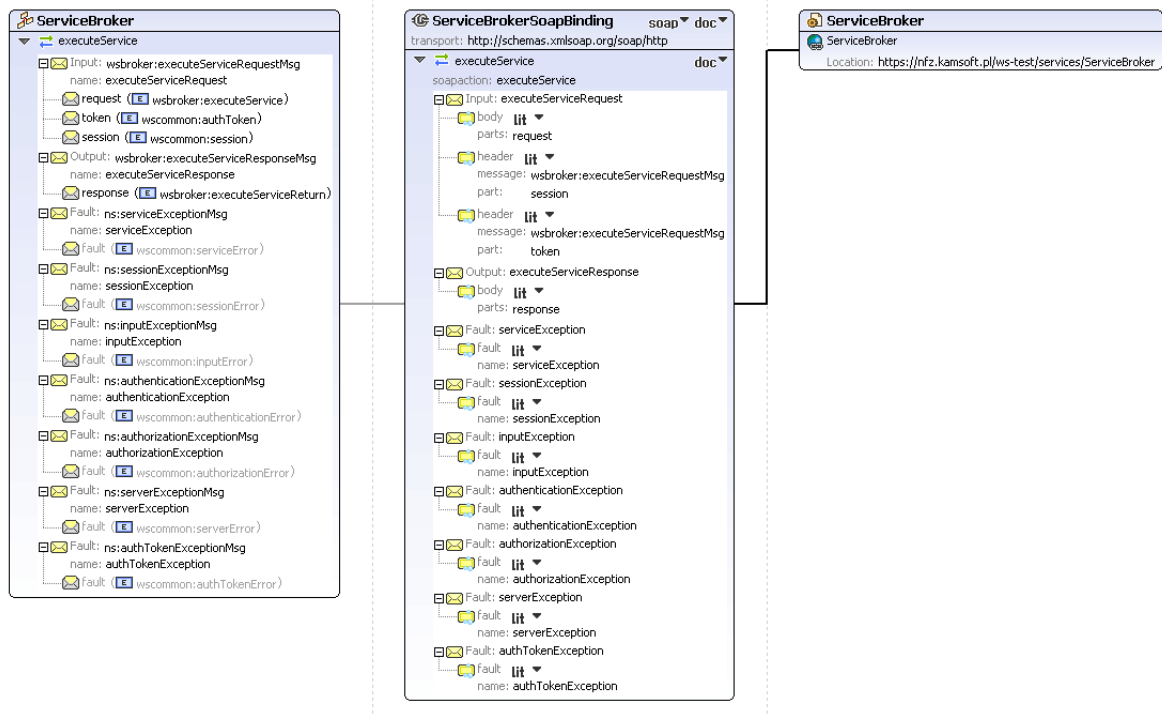 ServiceBroker
executeService
Input: wsbroker:executeServiceRequestMsg
name: executeServiceRequest
request (E wsbroker:executeService)
token (E wscommon:authToken)
session (E wscommon:session)
Output: wsbroker:executeServiceResponseMsg
name: executeServiceResponse
response (E wsbroker:executeServiceReturn)
Fault: ns:serviceExceptionMsg
name: serviceException
fault (E wscommon:serviceError)
Fault: ns:sessionExceptionMsg
name: sessionException
fault (E wscommon:sessionError)
Fault: ns:inputExceptionMsg
name: inputException
fault (E wscommon:inputError)
Fault: ns:authenticationExceptionMsg
name: authenticationException
fault (E wscommon:authenticationError)
Fault: ns:authorizationExceptionMsg
name: authorizationException
fault (E wscommon:authorizationError)
Fault: ns:serverExceptionMsg
name: serverException
fault (E wscommon:serverError)
Fault: ns:authTokenExceptionMsg
name: authTokenException
fault (E wscommon:authTokenError)
ServiceBrokerSoapBinding soap doc
transport: http://schemas.xmlsoap.org/soap/http
executeService doc
soapaction: executeService
Input: executeServiceRequest
body lit
parts: request
header lit
message: wsbroker:executeServiceRequestMsg
part: session
header lit
message: wsbroker:executeServiceRequestMsg
part: token
Output: executeServiceResponse
body lit
parts: response
Fault: serviceException
fault lit
name: serviceException
Fault: sessionException
fault lit
name: sessionException
Fault: inputException
fault lit
name: inputException
Fault: authenticationException
fault lit
name: authenticationException
Fault: authorizationException
fault lit
name: authorizationException
Fault: serverException
fault lit
name: serverException
Fault: authTokenException
fault lit
name: authTokenException
ServiceBroker
ServiceBroker
Location: https://nfz.kamsoft.pl/ws-test/services/ServiceBroker